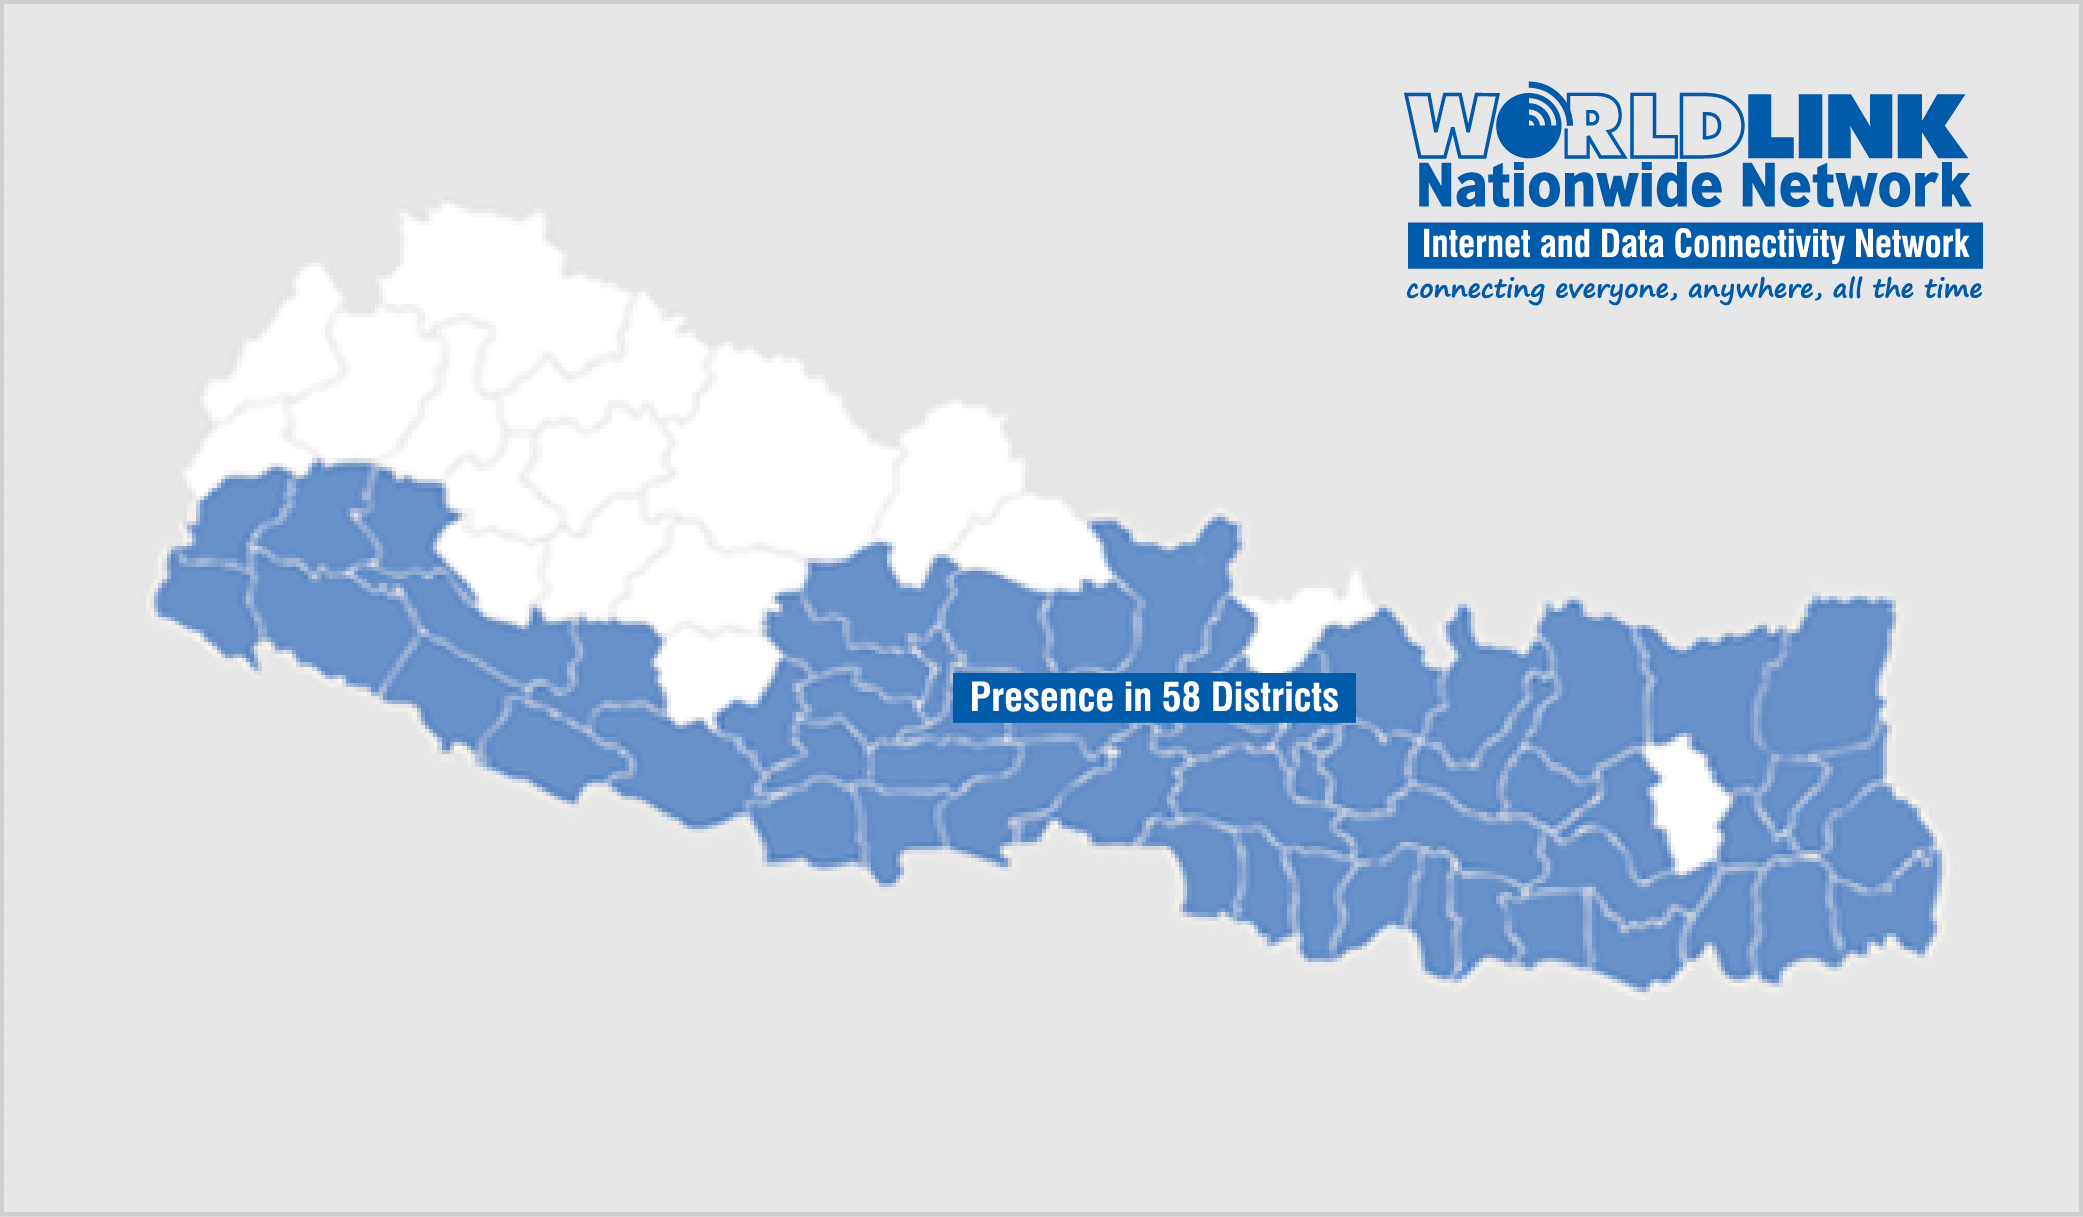 WORLDLINK
Nationwide Network
Internet and Data Connectivity Network
connecting everyone, anywhere, all the time
Presence in 58 Districts